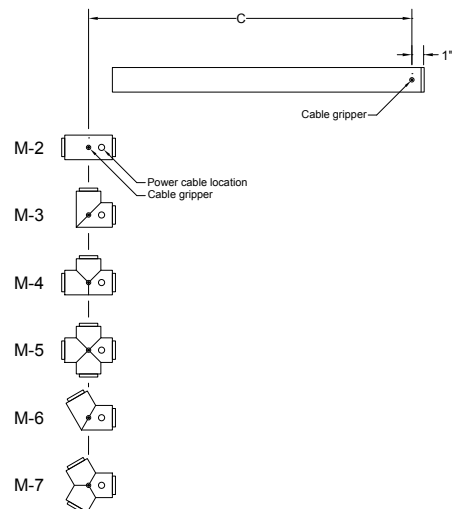 C
1"
Cable gripper
M-2
Power cable location
Cable gripper
M-3
M-4
M-5
M-6
M-7